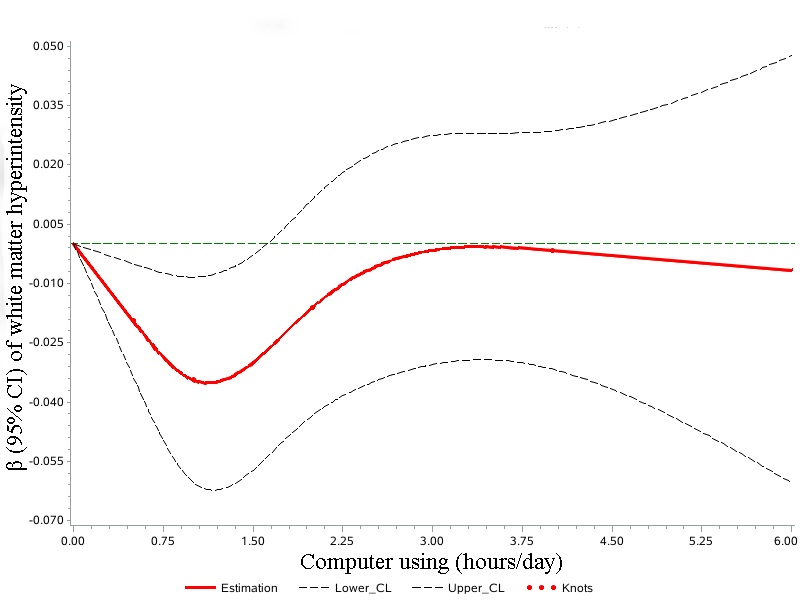 β (95% CI) of white matter hyperintensity
0.050
0.035
0.020
0.005
-0.010
-0.025
-0.040
-0.055
-0.070
0.00 0.75 1.50 2.25 3.00 3.75 4.50 5.25 6.00
Computer using (hours/day)
Estimation Lower_CL Upper_CL Knots